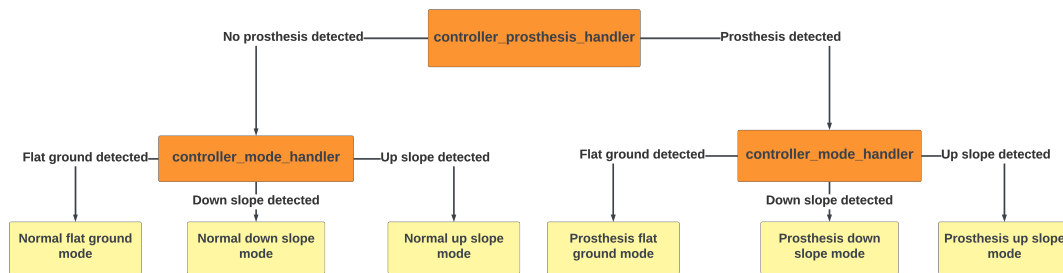 controller_prosthesis_handler
No prosthesis detected
Prosthesis detected
controller_mode_handler
Flat ground detected
Up slope detected
Down slope detected
controller_mode_handler
Flat ground detected
Up slope detected
Down slope detected
Normal flat ground
mode
Normal down slope
mode
Normal up slope
mode
Prosthesis flat
ground mode
Prosthesis down
slope mode
Prosthesis up slope
mode